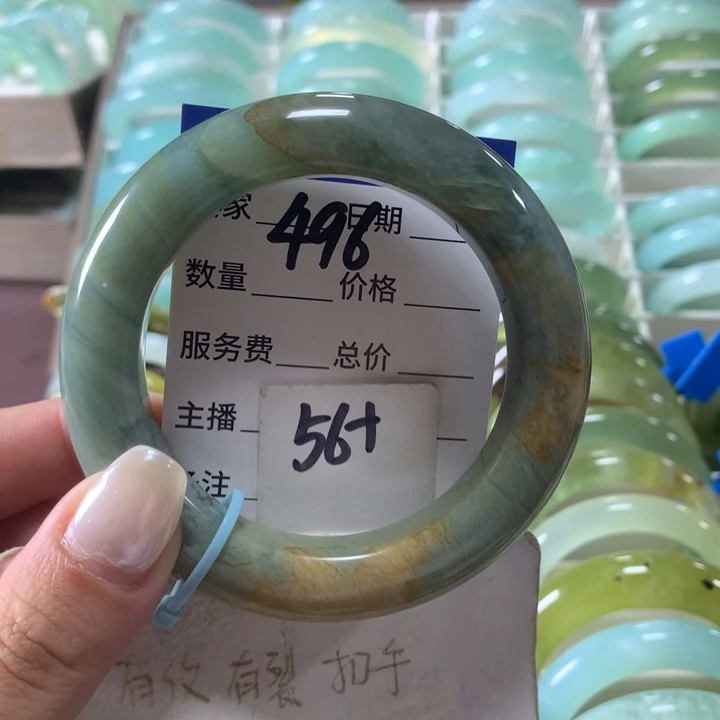 家 496 日期
数量 价格
服务费 总价
主播
56+
注
有纹 有裂 扣手